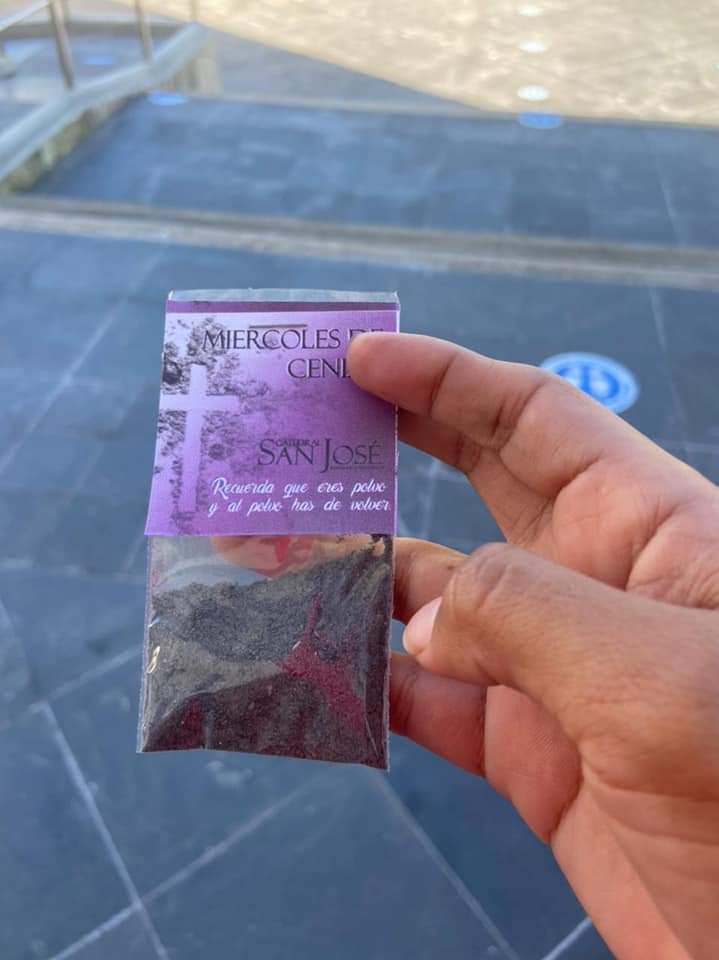 MIERCOLES DE
CENI
CATEDRAL
SAN JOSÉ
Recuerda que eres polvo
y al polvo has de volver